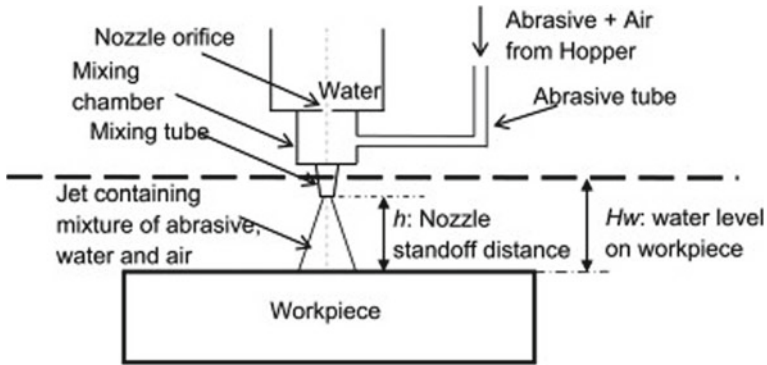 Nozzle orifice
Mixing
chamber
Mixing tube
Water
Abrasive + Air
from Hopper
Abrasive tube
Jet containing
mixture of abrasive,
water and air
h: Nozzle
standoff distance
Hw: water level
on workpiece
Workpiece